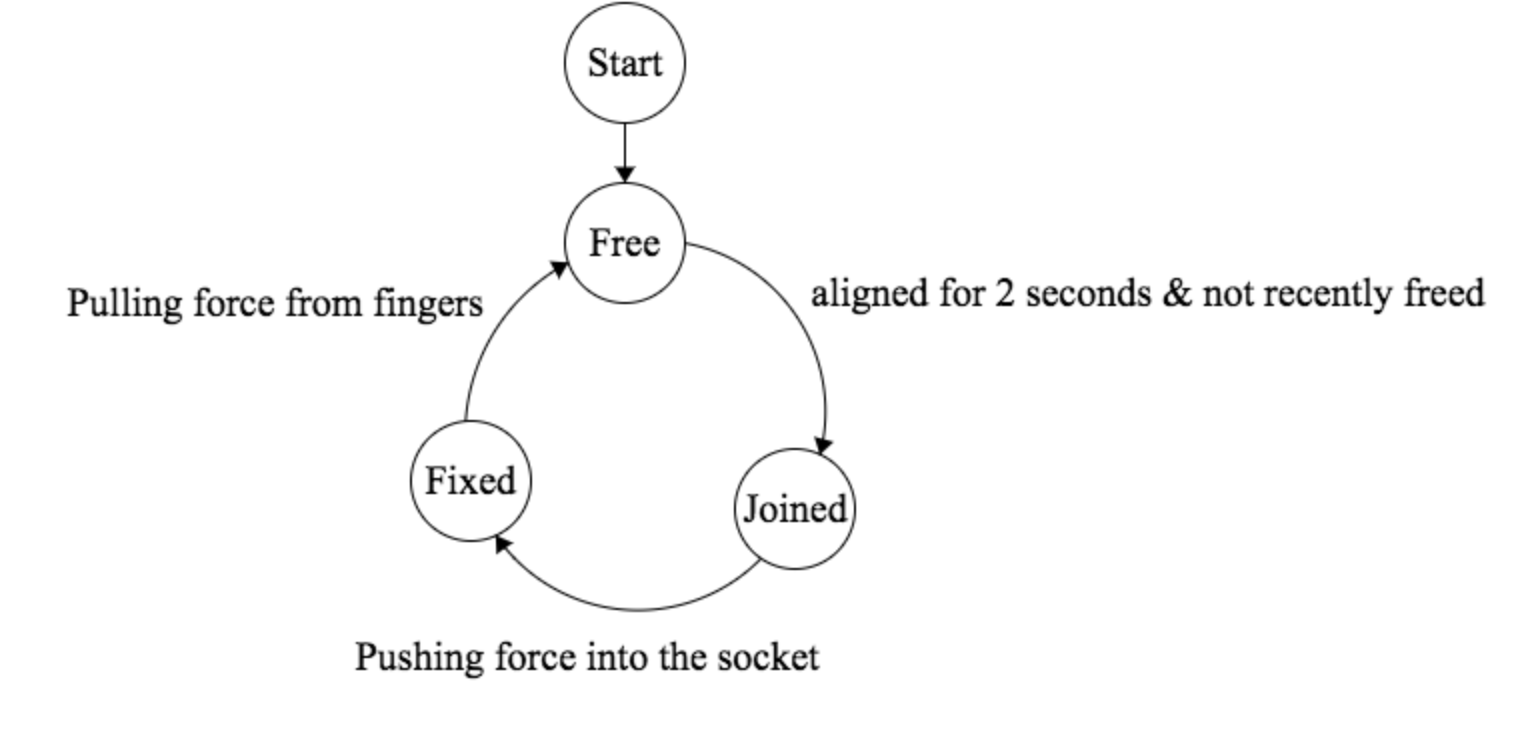 Start
Free
Pulling force from fingers
aligned for 2 seconds & not recently freed
Fixed
Joined
Pushing force into the socket